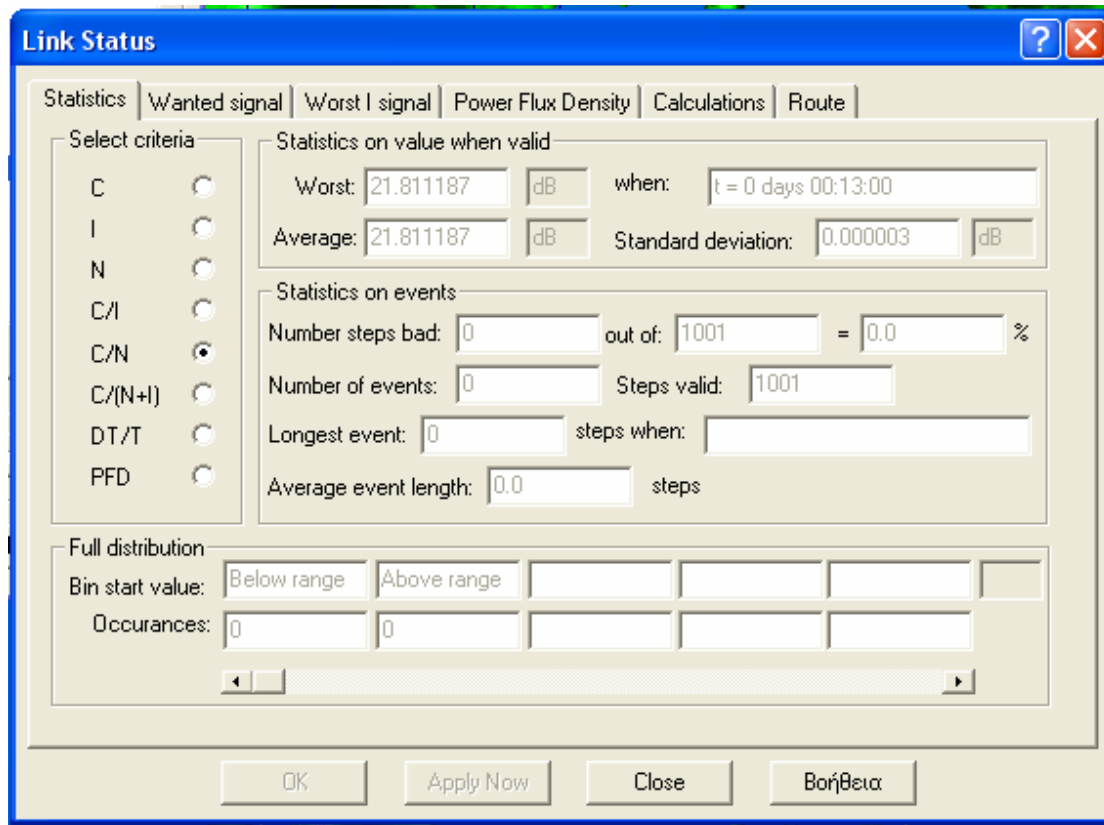 Link Status
Statistics Wanted signal Worst I signal Power Flux Density Calculations Route
Select criteria
C
I
N
C/I
C/N
C/(N+I)
DT/T
PFD
Statistics on value when valid
Worst: 21.811187 dB when: t = 0 days 00:13:00
Average: 21.811187 dB Standard deviation: 0.000003 dB
Statistics on events
Number steps bad: 0 out of: 1001 = 0.0 %
Number of events: 0 Steps valid: 1001
Longest event: 0 steps when:
Average event length: 0.0 steps
Full distribution
Bin start value: Below range Above range
Occurances: 0 0
OK Apply Now Close Βοήθεια